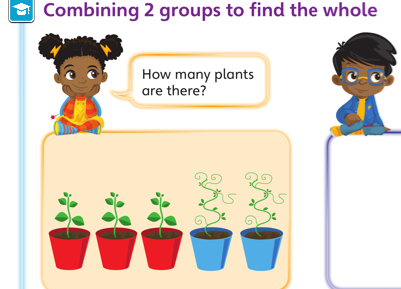 Combining 2 groups to find the whole
How many plants
are there?